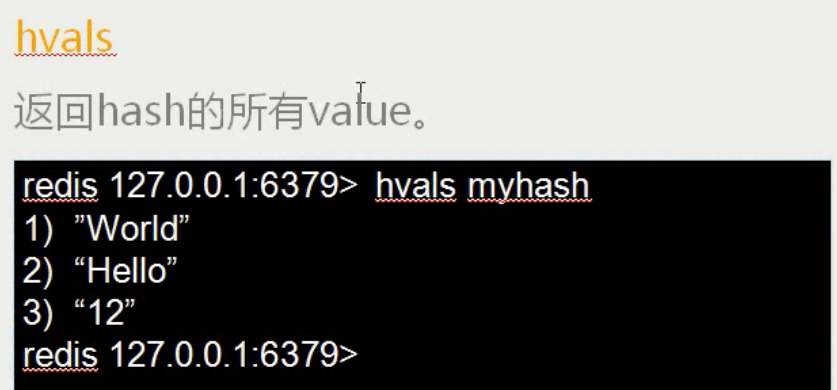 hvals
返回hash的所有value。
redis 127.0.0.1:6379> hvals myhash
1) ”World”
2) “Hello”
3) “12”
redis 127.0.0.1:6379>